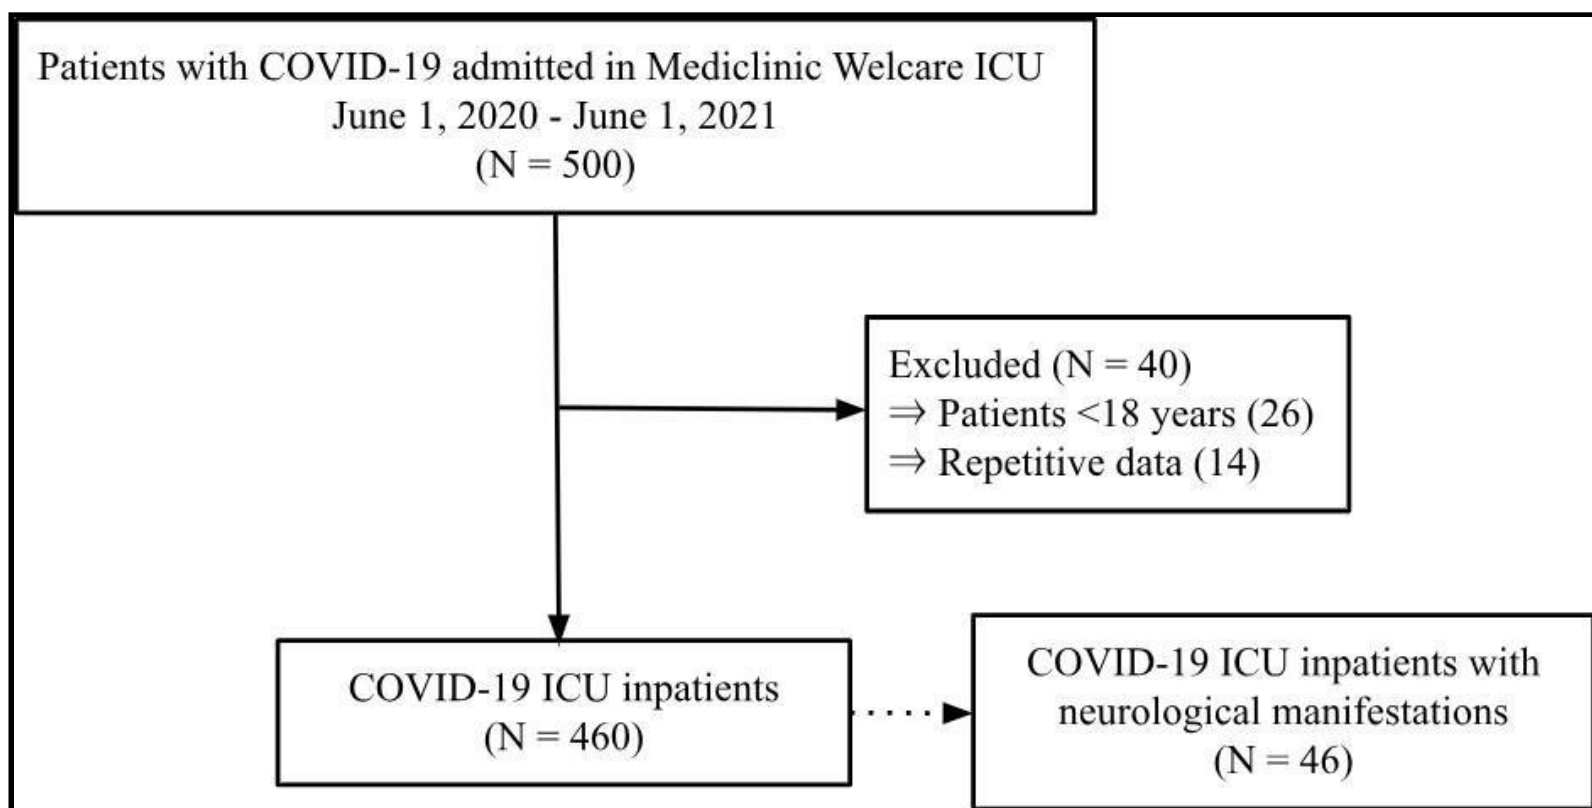 Patients with COVID-19 admitted in Mediclinic Welcare ICU
June 1, 2020 - June 1, 2021
(N = 500)
Excluded (N = 40)
⇒ Patients <18 years (26)
⇒ Repetitive data (14)
COVID-19 ICU inpatients
(N = 460)
COVID-19 ICU inpatients with
neurological manifestations
(N = 46)